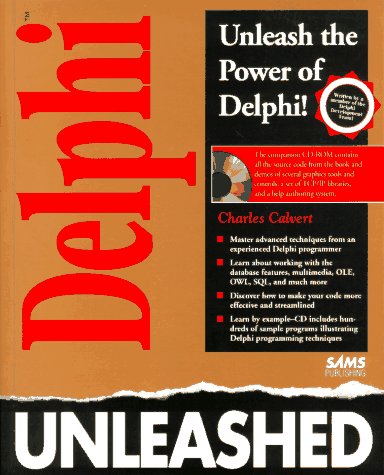 Delphi™
Unleash the
Power of
Delphi!
Written by a
member of the
Delphi
Development
Team!
The companion CD-ROM contains
all the source code from the book and
demos of several graphics tools and
controls, a set of TCP/IP libraries,
and a help authoring system.
Charles Calvert
Master advanced techniques from an
experienced Delphi programmer
Learn about working with the
database features, multimedia, OLE,
OWL, SQL, and much more
Discover how to make your code more
effective and streamlined
Learn by example–CD includes hun-
dreds of sample programs illustrating
Delphi programming techniques
SAMS
PUBLISHING
UNLEASHED